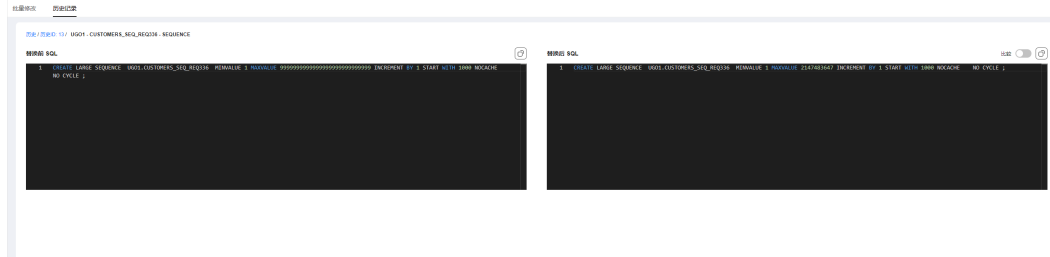 批量修改 历史记录
历史 / 历史ID: 13 / UGO1 - CUSTOMERS_SEQ_REQ336 - SEQUENCE
替换前 SQL
1 CREATE LARGE SEQUENCE UGO1.CUSTOMERS_SEQ_REQ336 MINVALUE 1 MAXVALUE 9999999999999999999999999999 INCREMENT BY 1 START WITH 1000 NOCACHE
NO CYCLE ;
替换后 SQL 比较
1 CREATE LARGE SEQUENCE UGO1.CUSTOMERS_SEQ_REQ336 MINVALUE 1 MAXVALUE 2147483647 INCREMENT BY 1 START WITH 1000 NOCACHE NO CYCLE ;